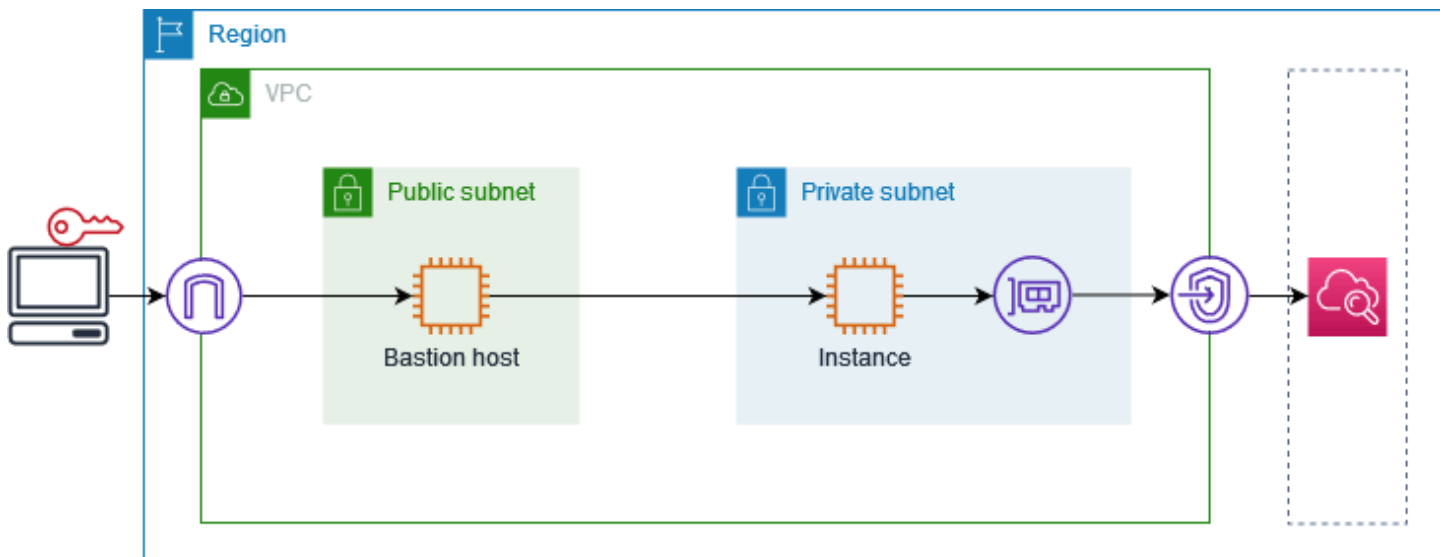 Region
VPC
Public subnet
Private subnet
Bastion host
Instance